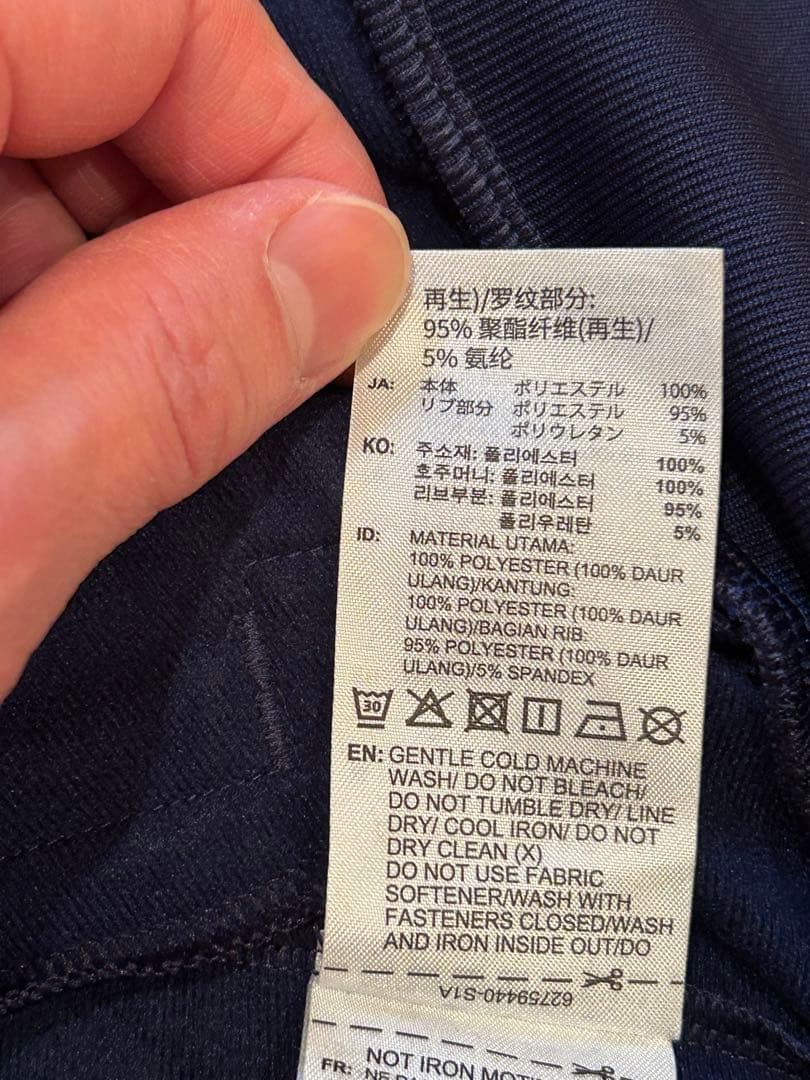 再生)/罗纹部分:
95% 聚酯纤维(再生)/
5% 氨纶
JA: 本体 ポリエステル 100%
リブ部分 ポリエステル 95%
ポリウレタン 5%
KO: 주소재: 폴리에스터 100%
호주머니: 폴리에스터 100%
리브부분: 폴리에스터 95%
폴리우레탄 5%
ID: MATERIAL UTAMA:
100% POLYESTER (100% DAUR
ULANG)/KANTUNG:
100% POLYESTER (100% DAUR
ULANG)/BAGIAN RIB:
95% POLYESTER (100% DAUR
ULANG)/5% SPANDEX
30
EN: GENTLE COLD MACHINE
WASH/ DO NOT BLEACH/
DO NOT TUMBLE DRY/ LINE
DRY/ COOL IRON/ DO NOT
DRY CLEAN (X)
DO NOT USE FABRIC
SOFTENER/WASH WITH
FASTENERS CLOSED/WASH
AND IRON INSIDE OUT/DO
62759440-S1A
FR: NOT IRON